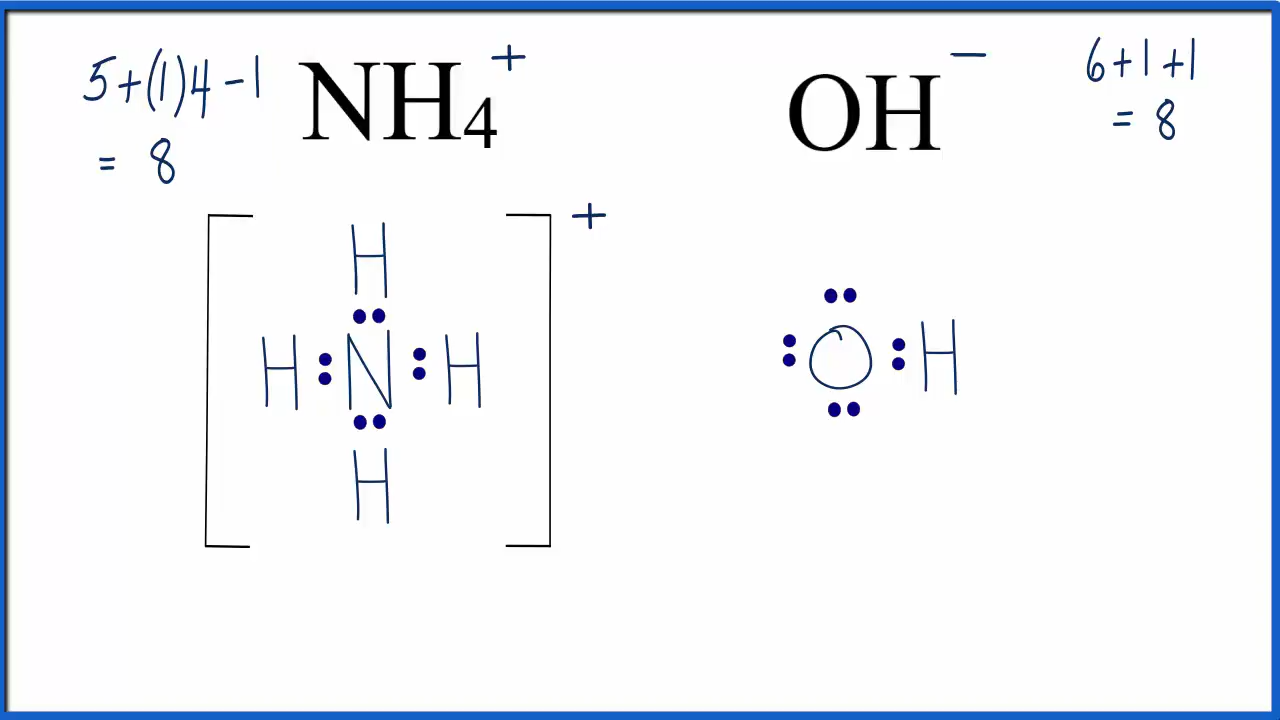 5+(1)4-1 NH₄⁺ OH⁻ 6+1+1
= 8 = 8
[ H ]⁺
H : N : H : O : H
H